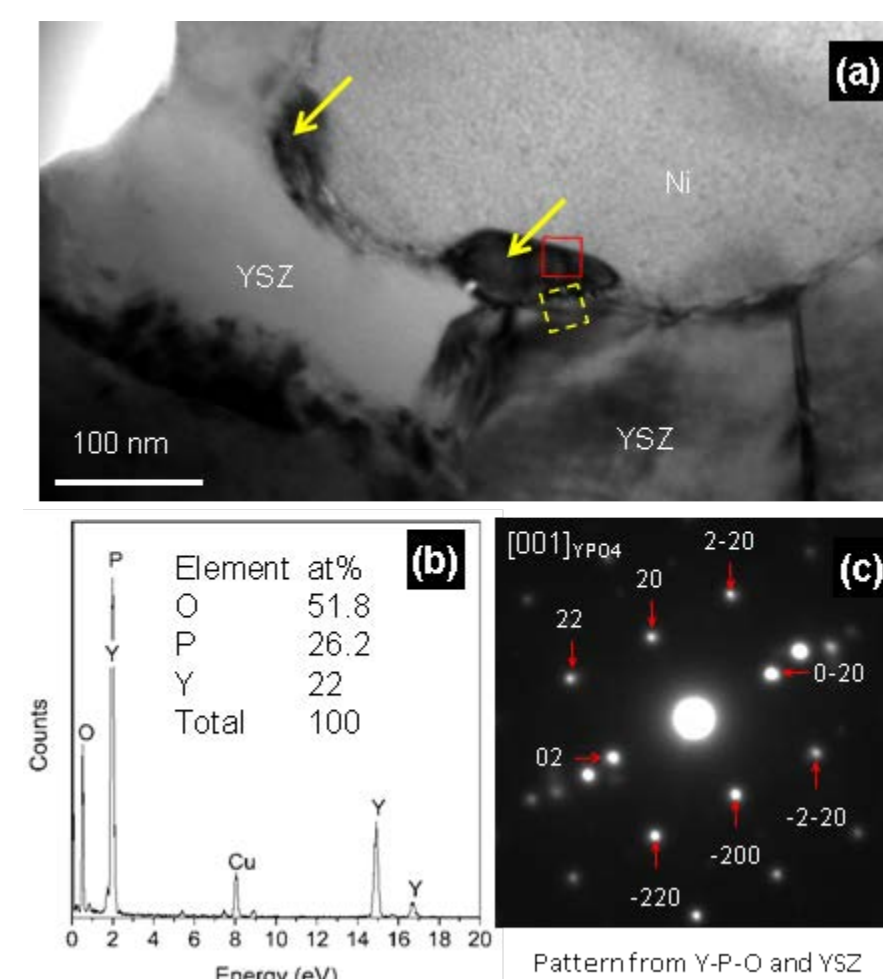 (a)
Ni
YSZ
YSZ
100 nm
(b)
P
Y
O
Cu
Y
Y
Element at%
O 51.8
P 26.2
Y 22
Total 100
Counts
0 2 4 6 8 10 12 14 16 18 20
Energy (eV)
[001]YPO4
(c)
2-20
20
22
0-20
02
-2-20
-200
-220
Pattern from Y-P-O and YSZ